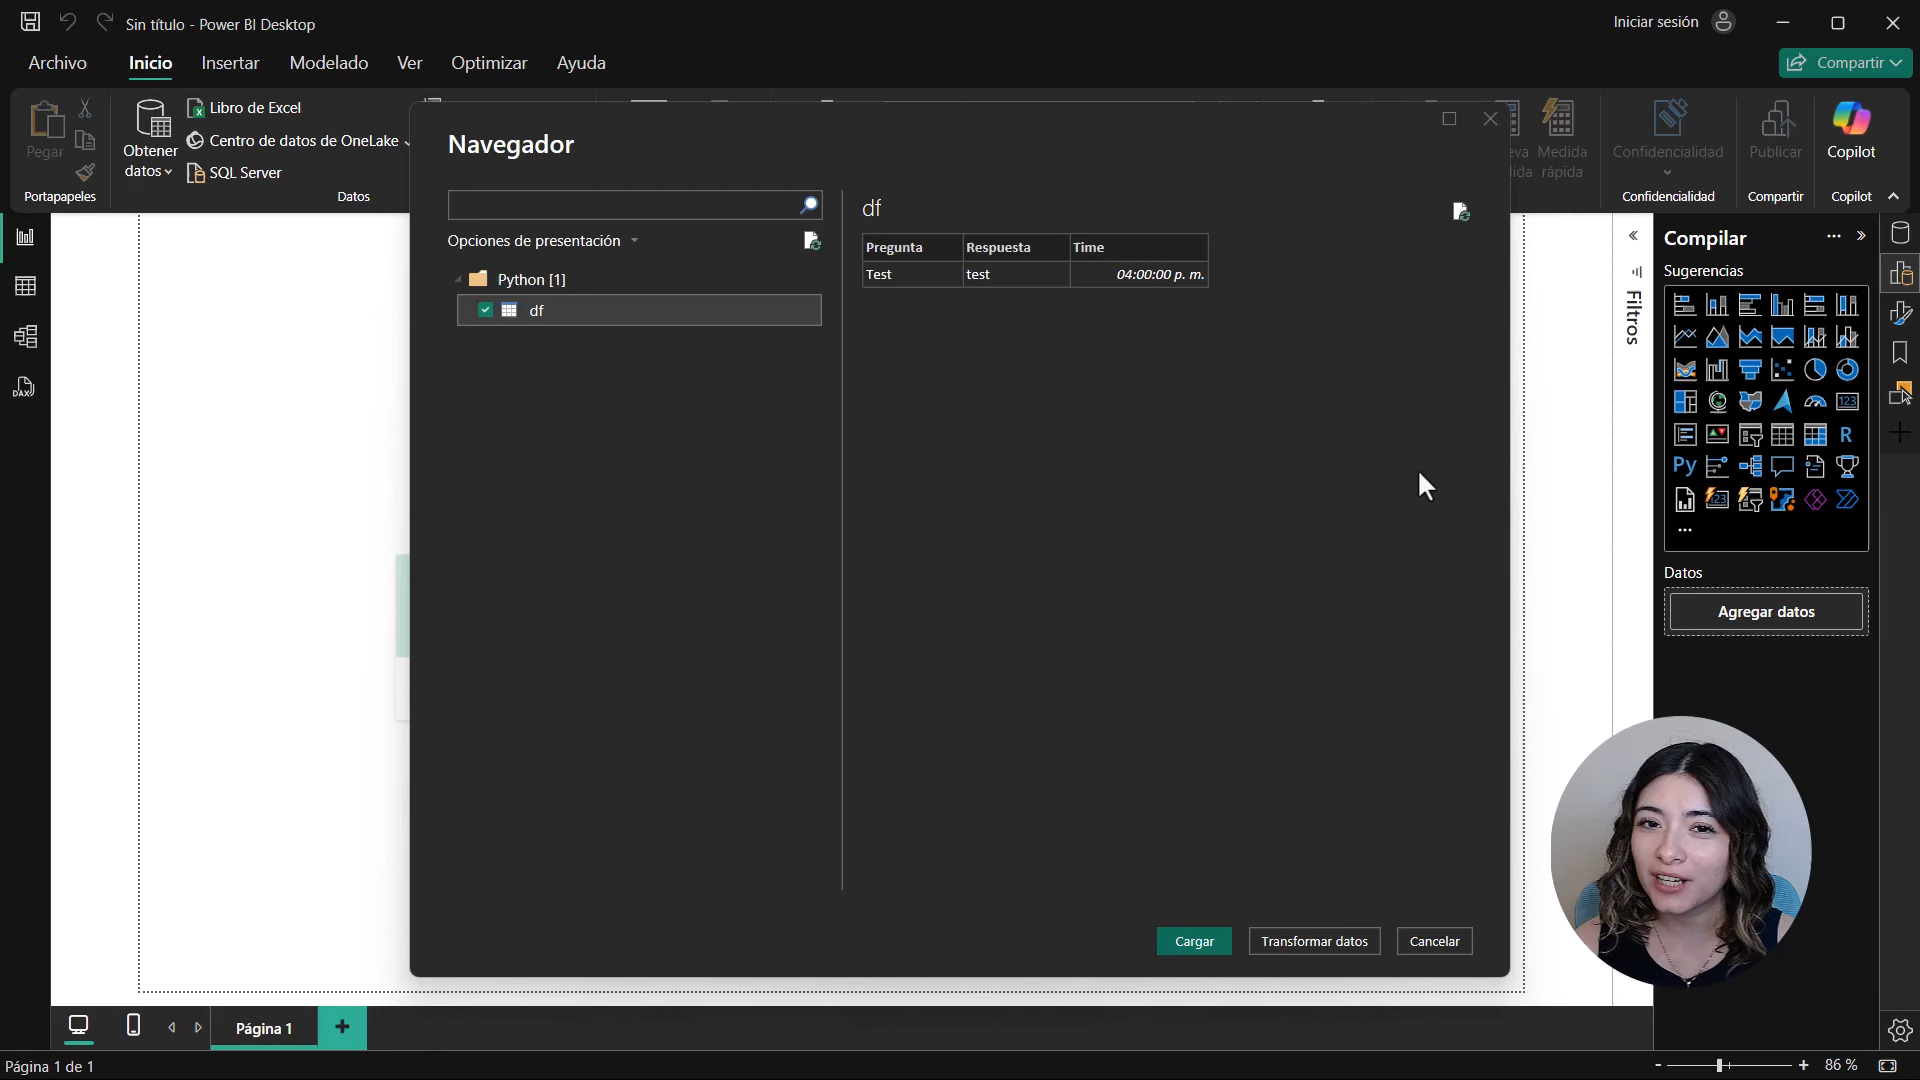 Sin título - Power BI Desktop
Iniciar sesión
Archivo
Inicio
Insertar
Modelado
Ver
Optimizar
Ayuda
Compartir
Pegar
Portapapeles
Obtener
datos
Libro de Excel
Centro de datos de OneLake
SQL Server
Datos
Medida
rápida
Confidencialidad
Confidencialidad
Publicar
Compartir
Copilot
Copilot
Navegador
Opciones de presentación
Python [1]
df
df
Pregunta Respuesta Time
Test test 04:00:00 p. m.
Cargar
Transformar datos
Cancelar
Filtros
Compilar
Sugerencias
123
R
Py
123
Datos
Agregar datos
DAX
Página 1
Página 1 de 1
86 %